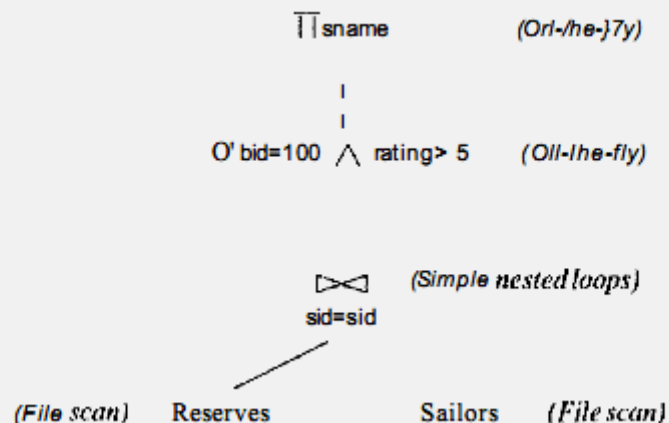 ∏ sname (Orl-/he-}7y)
O' bid=100 ∧ rating> 5 (Oll-lhe-fly)
⋈ (Simple nested loops)
sid=sid
(File scan) Reserves Sailors (File scan)